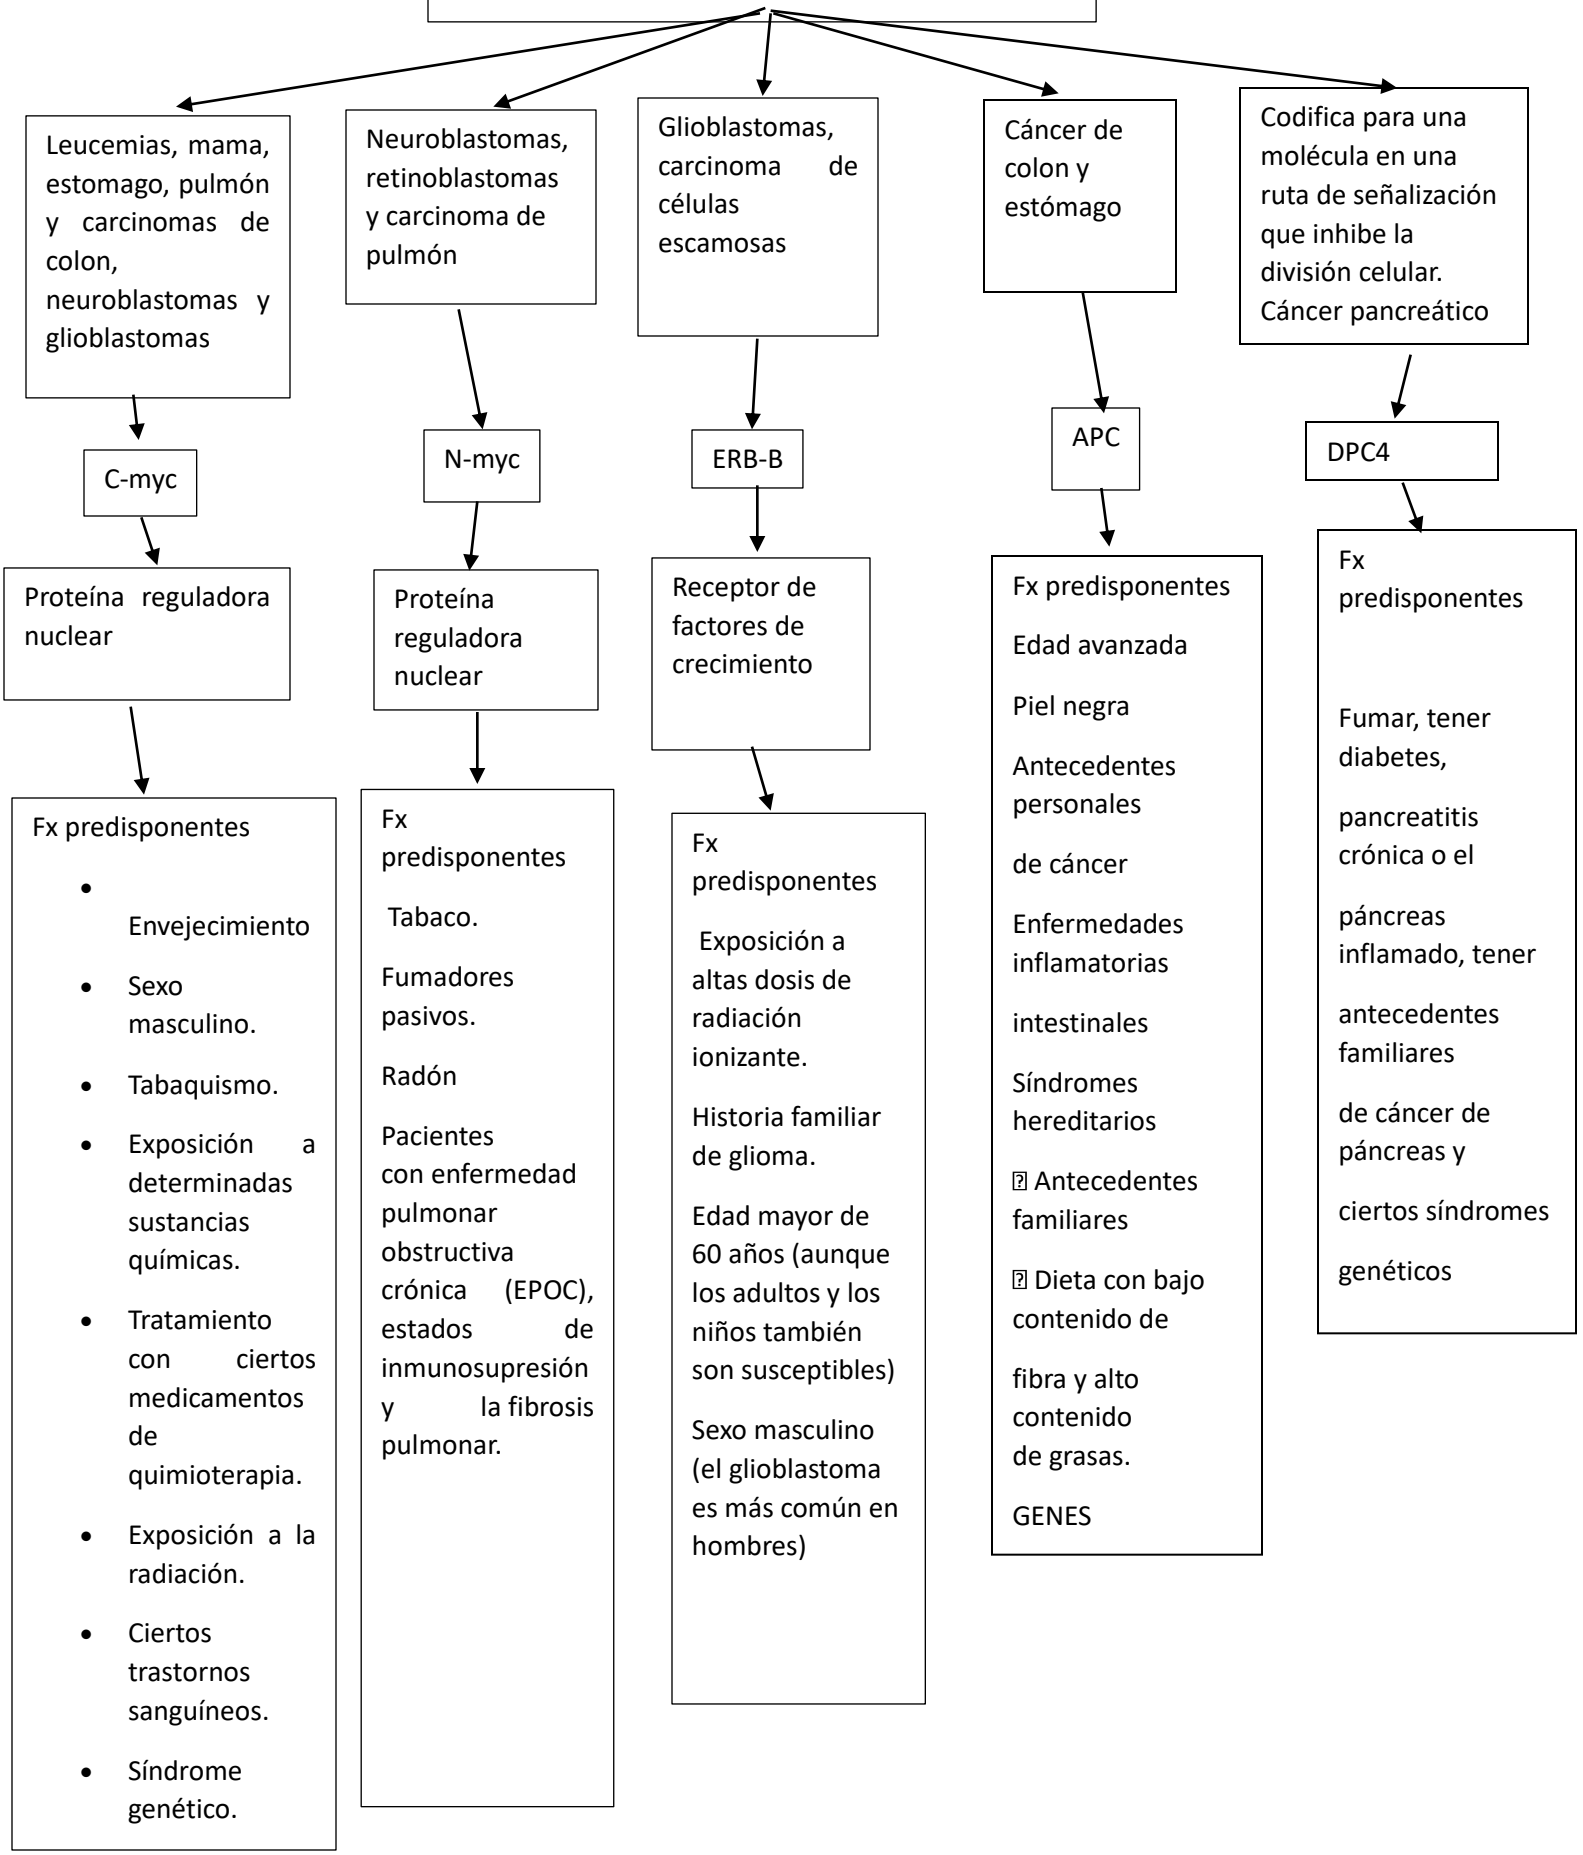 Leucemias, mama,
estomago, pulmón
y carcinomas de
colon,
neuroblastomas y
glioblastomas
C-myc
Proteína reguladora
nuclear
Fx predisponentes
•
Envejecimiento
• Sexo
masculino.
• Tabaquismo.
• Exposición a
determinadas
sustancias
químicas.
• Tratamiento
con ciertos
medicamentos
de
quimioterapia.
• Exposición a la
radiación.
• Ciertos
trastornos
sanguíneos.
• Síndrome
genético.
Neuroblastomas,
retinoblastomas
y carcinoma de
pulmón
N-myc
Proteína
reguladora
nuclear
Fx
predisponentes
Tabaco.
Fumadores
pasivos.
Radón
Pacientes
con enfermedad
pulmonar
obstructiva
crónica (EPOC),
estados de
inmunosupresión
y la fibrosis
pulmonar.
Glioblastomas,
carcinoma de
células
escamosas
ERB-B
Receptor de
factores de
crecimiento
Fx
predisponentes
Exposición a
altas dosis de
radiación
ionizante.
Historia familiar
de glioma.
Edad mayor de
60 años (aunque
los adultos y los
niños también
son susceptibles)
Sexo masculino
(el glioblastoma
es más común en
hombres)
Cáncer de
colon y
estómago
APC
Fx predisponentes
Edad avanzada
Piel negra
Antecedentes
personales
de cáncer
Enfermedades
inflamatorias
intestinales
Síndromes
hereditarios
⍰ Antecedentes
familiares
⍰ Dieta con bajo
contenido de
fibra y alto
contenido
de grasas.
GENES
Codifica para una
molécula en una
ruta de señalización
que inhibe la
división celular.
Cáncer pancreático
DPC4
Fx
predisponentes
Fumar, tener
diabetes,
pancreatitis
crónica o el
páncreas
inflamado, tener
antecedentes
familiares
de cáncer de
páncreas y
ciertos síndromes
genéticos